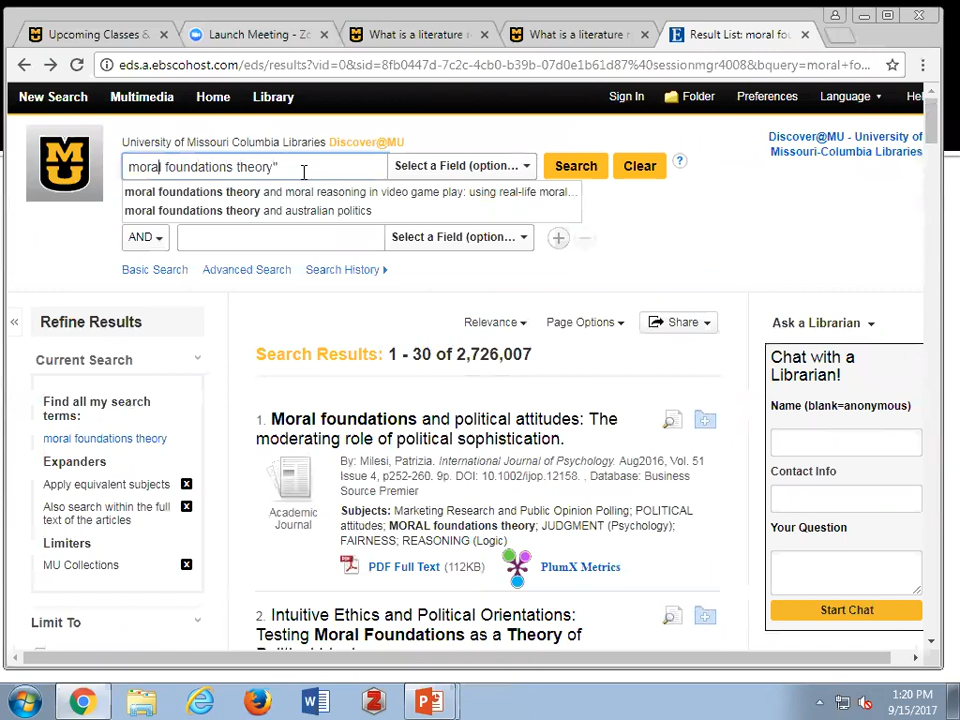 Upcoming Classes &
Launch Meeting - Zo
What is a literature r
What is a literature r
Result List: moral fou
eds.a.ebscohost.com/eds/results?vid=0&sid=8fb0447d-7c2c-4cb0-b39b-07d0e1b61d87%40sessionmgr4008&bquery=moral+fo...
New Search Multimedia Home Library Sign In Folder Preferences Language Hel
University of Missouri Columbia Libraries Discover@MU
Discover@MU - University of
Missouri-Columbia Libraries
moral foundations theory" Select a Field (option... Search Clear ?
moral foundations theory and moral reasoning in video game play: using real-life moral...
moral foundations theory and australian politics
AND Select a Field (option...
Basic Search Advanced Search Search History
Refine Results
Current Search
Find all my search
terms:
moral foundations theory
Expanders
Apply equivalent subjects
Also search within the full
text of the articles
Limiters
MU Collections
Limit To
Relevance Page Options Share
Search Results: 1 - 30 of 2,726,007
1. Moral foundations and political attitudes: The
moderating role of political sophistication.
Academic
Journal
By: Milesi, Patrizia. International Journal of Psychology. Aug2016, Vol. 51
Issue 4, p252-260. 9p. DOI: 10.1002/ijop.12158. , Database: Business
Source Premier
Subjects: Marketing Research and Public Opinion Polling; POLITICAL
attitudes; MORAL foundations theory; JUDGMENT (Psychology);
FAIRNESS; REASONING (Logic)
PDF Full Text (112KB) PlumX Metrics
2. Intuitive Ethics and Political Orientations:
Testing Moral Foundations as a Theory of
Ask a Librarian
Chat with a
Librarian!
Name (blank=anonymous)
Contact Info
Your Question
Start Chat
1:20 PM
9/15/2017